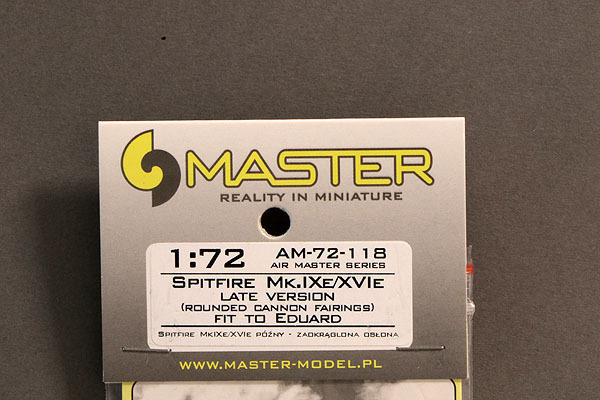 MASTER
REALITY IN MINIATURE
1:72 AM-72-118
AIR MASTER SERIES
SPITFIRE MK.IXE/XVIE
LATE VERSION
(ROUNDED CANNON FAIRINGS)
FIT TO EDUARD
SPITFIRE MKIXE/XVIE PÓŹNY - ZAOKRĄGLONA OSŁONA
WWW.MASTER-MODEL.PL